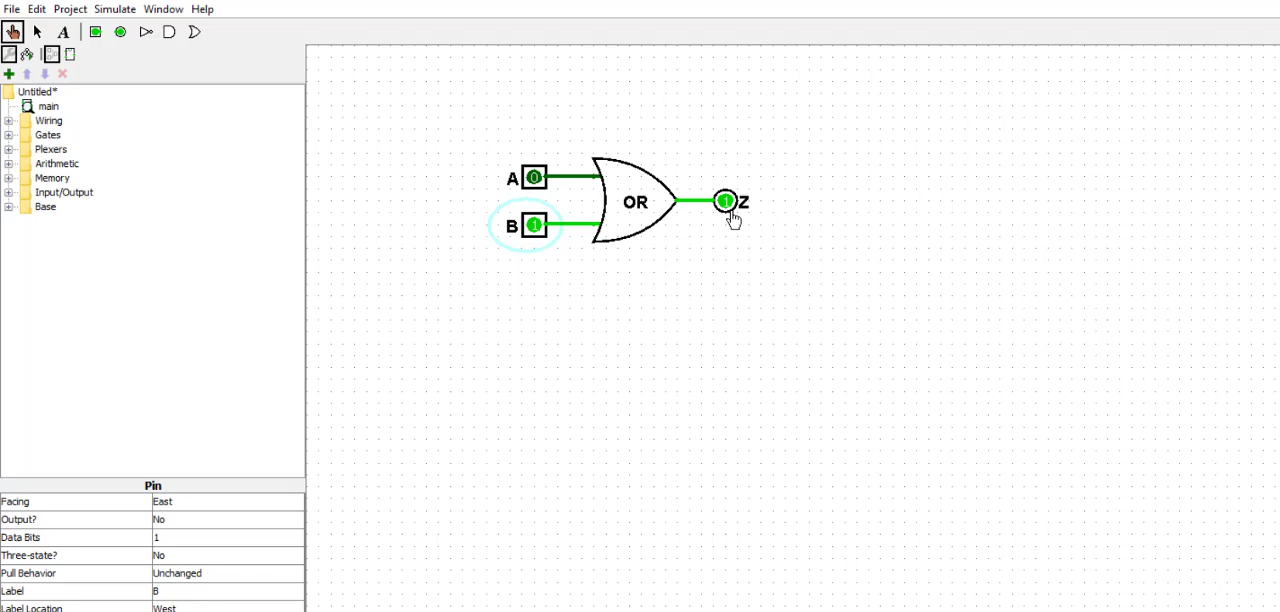 File Edit Project Simulate Window Help
A
Untitled*
main
Wiring
Gates
Plexers
Arithmetic
Memory
Input/Output
Base
A 0
OR
1 Z
B 1
Pin
Facing East
Output? No
Data Bits 1
Three-state? No
Pull Behavior Unchanged
Label B
Label Location West